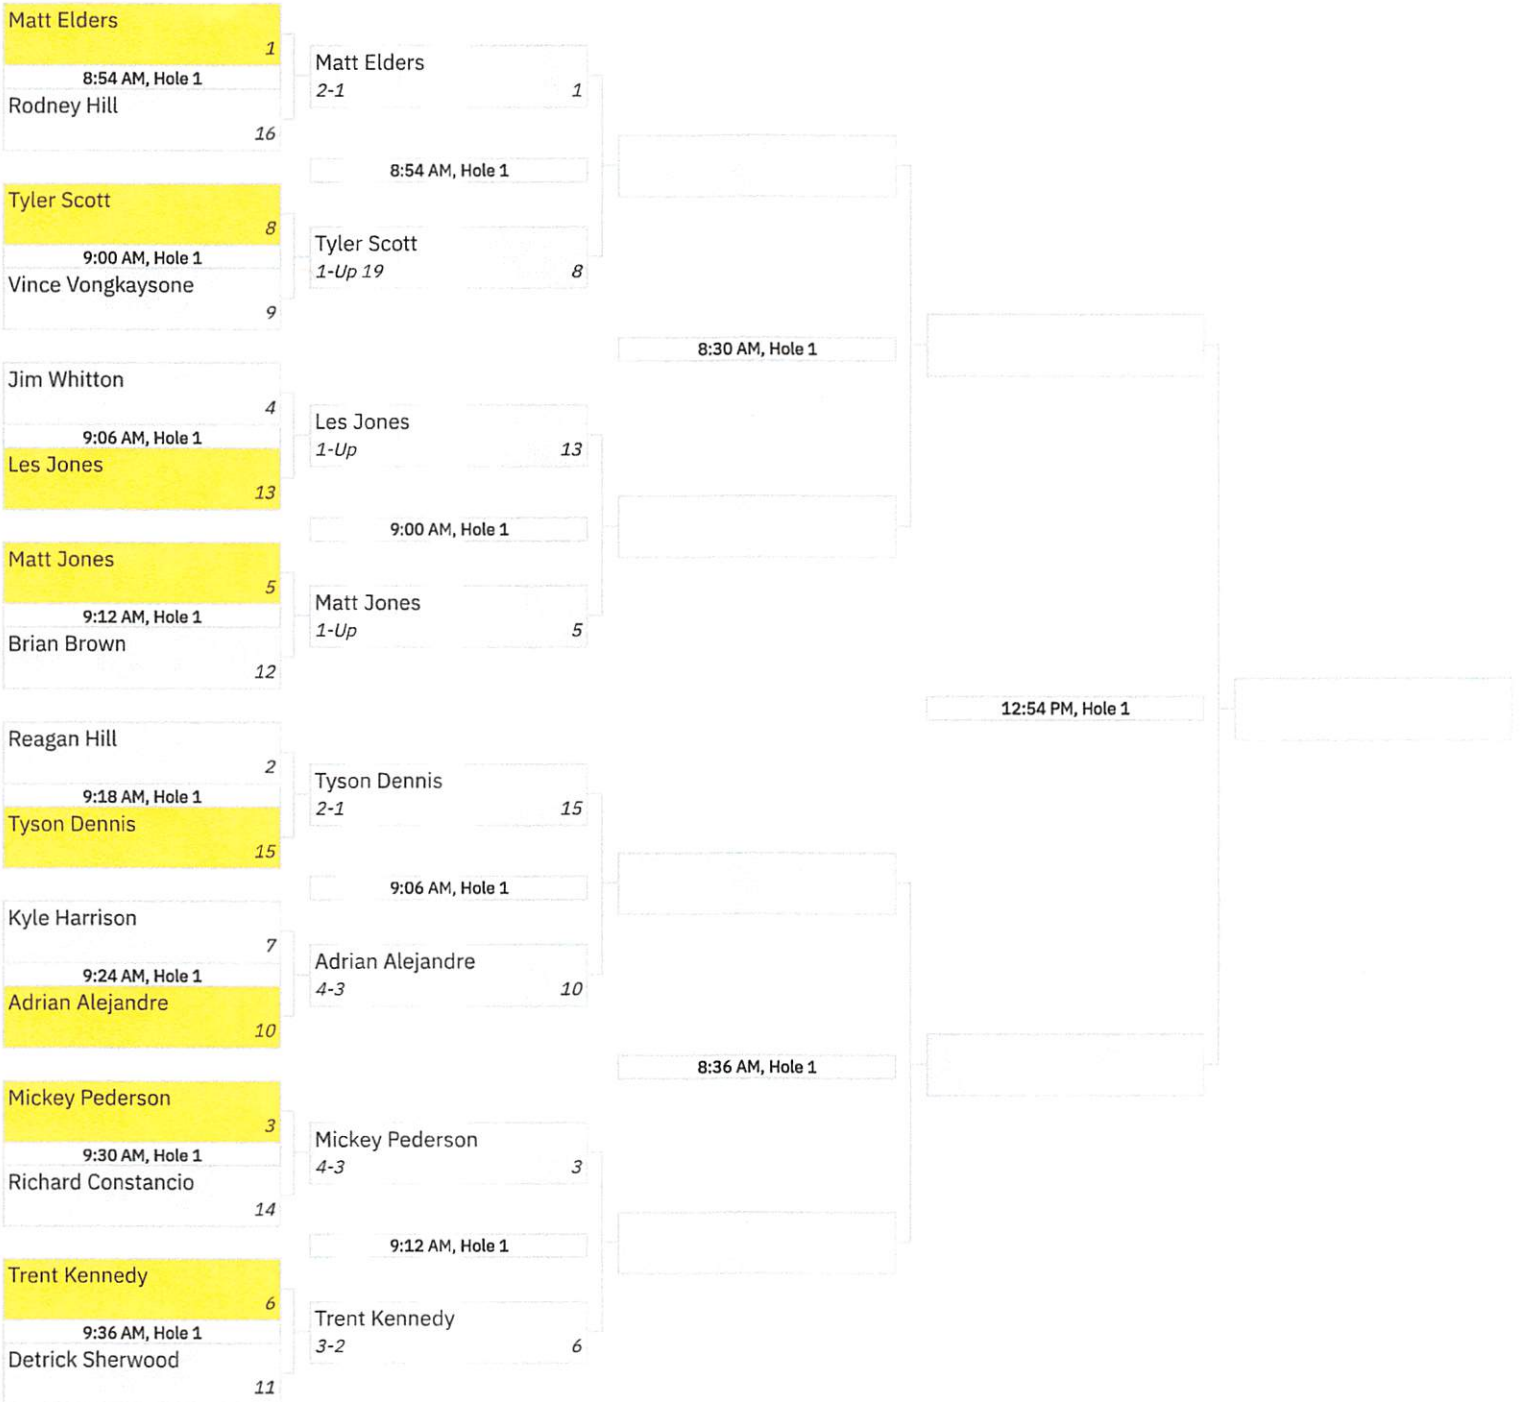 Matt Elders
1
8:54 AM, Hole 1
Rodney Hill
16
Tyler Scott
8
9:00 AM, Hole 1
Vince Vongkaysone
9
Jim Whitton
4
9:06 AM, Hole 1
Les Jones
13
Matt Jones
5
9:12 AM, Hole 1
Brian Brown
12
Reagan Hill
2
9:18 AM, Hole 1
Tyson Dennis
15
Kyle Harrison
7
9:24 AM, Hole 1
Adrian Alejandre
10
Mickey Pederson
3
9:30 AM, Hole 1
Richard Constancio
14
Trent Kennedy
6
9:36 AM, Hole 1
Detrick Sherwood
11
Matt Elders
2-1 1
8:54 AM, Hole 1
Tyler Scott
1-Up 19 8
Les Jones
1-Up 13
9:00 AM, Hole 1
Matt Jones
1-Up 5
Tyson Dennis
2-1 15
9:06 AM, Hole 1
Adrian Alejandre
4-3 10
Mickey Pederson
4-3 3
9:12 AM, Hole 1
Trent Kennedy
3-2 6
8:30 AM, Hole 1
8:36 AM, Hole 1
12:54 PM, Hole 1